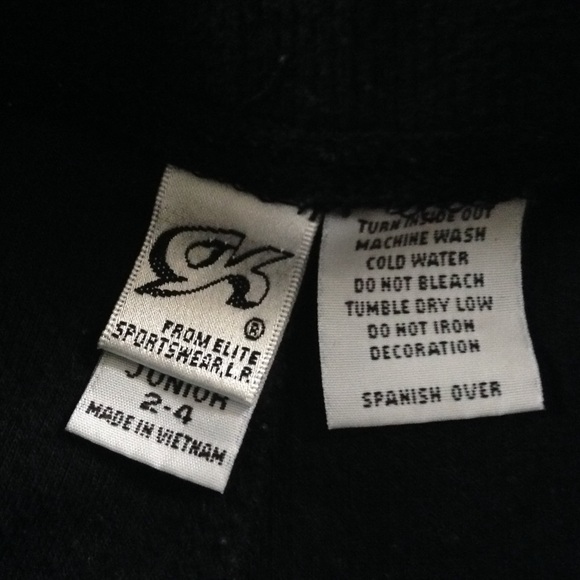 GK
®
FROM ELITE
SPORTSWEAR, L.P.
JUNIOR
2-4
MADE IN VIETNAM
TURN INSIDE OUT
MACHINE WASH
COLD WATER
DO NOT BLEACH
TUMBLE DRY LOW
DO NOT IRON
DECORATION
SPANISH OVER